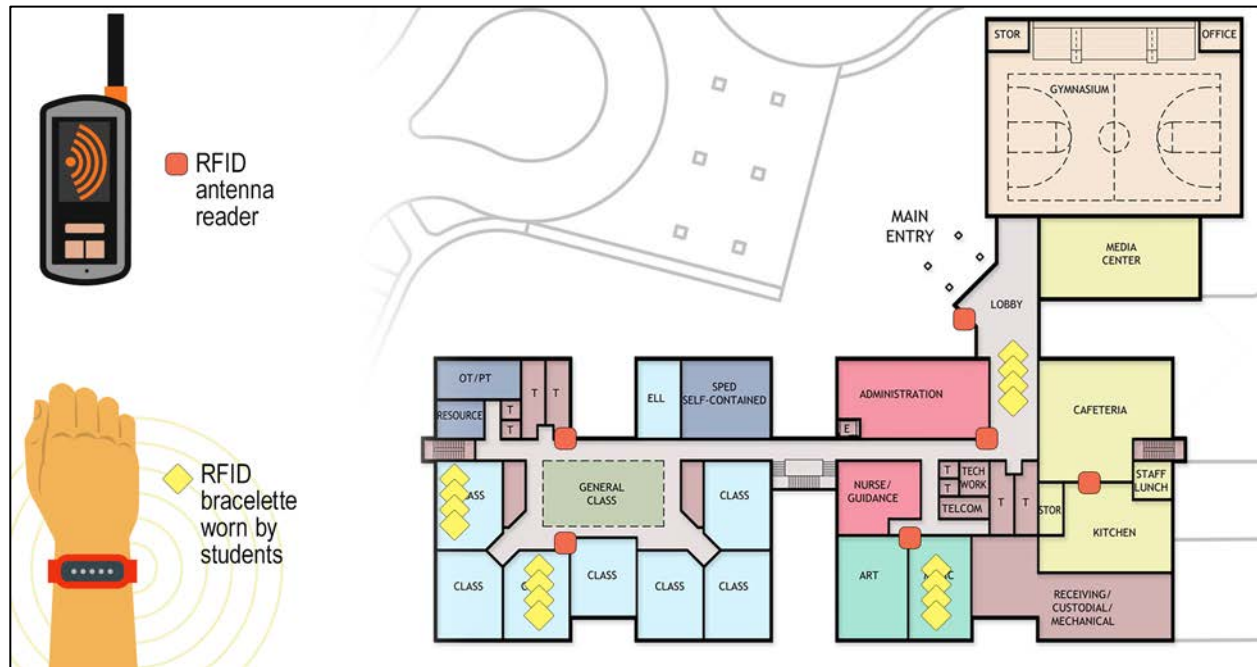 RFID
antenna
reader
RFID
bracelette
worn by
students
STOR
OFFICE
GYMNASIUM
MAIN
ENTRY
MEDIA
CENTER
LOBBY
OT/PT
T
T
T
T
RESOURCE
ELL
SPED
SELF-CONTAINED
ADMINISTRATION
E
CAFETERIA
GENERAL
CLASS
CLASS
NURSE/
GUIDANCE
T
T
TECH
WORK
TELCOM
T
T
STOR
STAFF
LUNCH
KITCHEN
CLASS
CLASS
CLASS
CLASS
ART
RECEIVING/
CUSTODIAL/
MECHANICAL